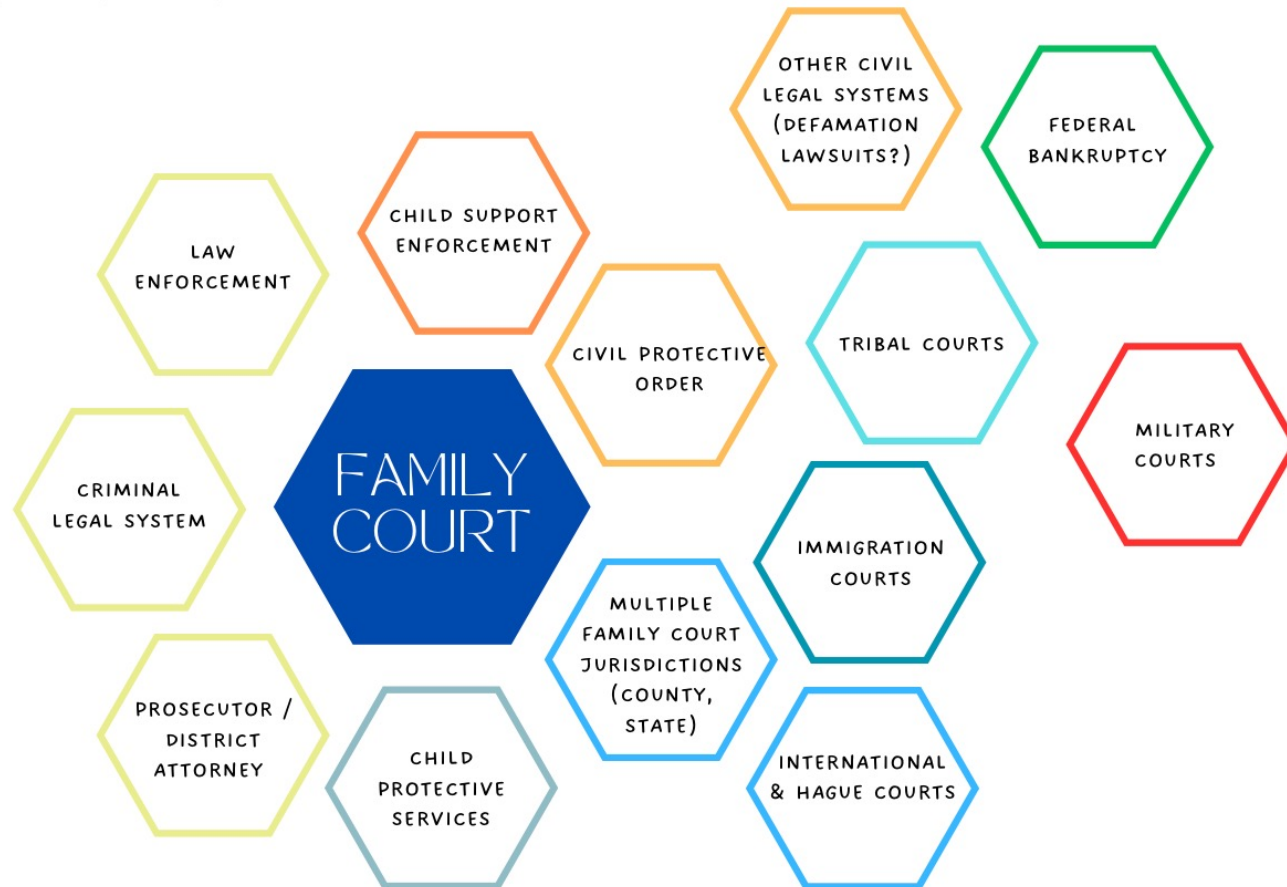 OTHER CIVIL
LEGAL SYSTEMS
(DEFAMATION
LAWSUITS?)
FEDERAL
BANKRUPTCY
CHILD SUPPORT
ENFORCEMENT
LAW
ENFORCEMENT
CIVIL PROTECTIVE
ORDER
TRIBAL COURTS
MILITARY
COURTS
FAMILY
COURT
CRIMINAL
LEGAL SYSTEM
IMMIGRATION
COURTS
MULTIPLE
FAMILY COURT
JURISDICTIONS
(COUNTY,
STATE)
PROSECUTOR /
DISTRICT
ATTORNEY
CHILD
PROTECTIVE
SERVICES
INTERNATIONAL
& HAGUE COURTS